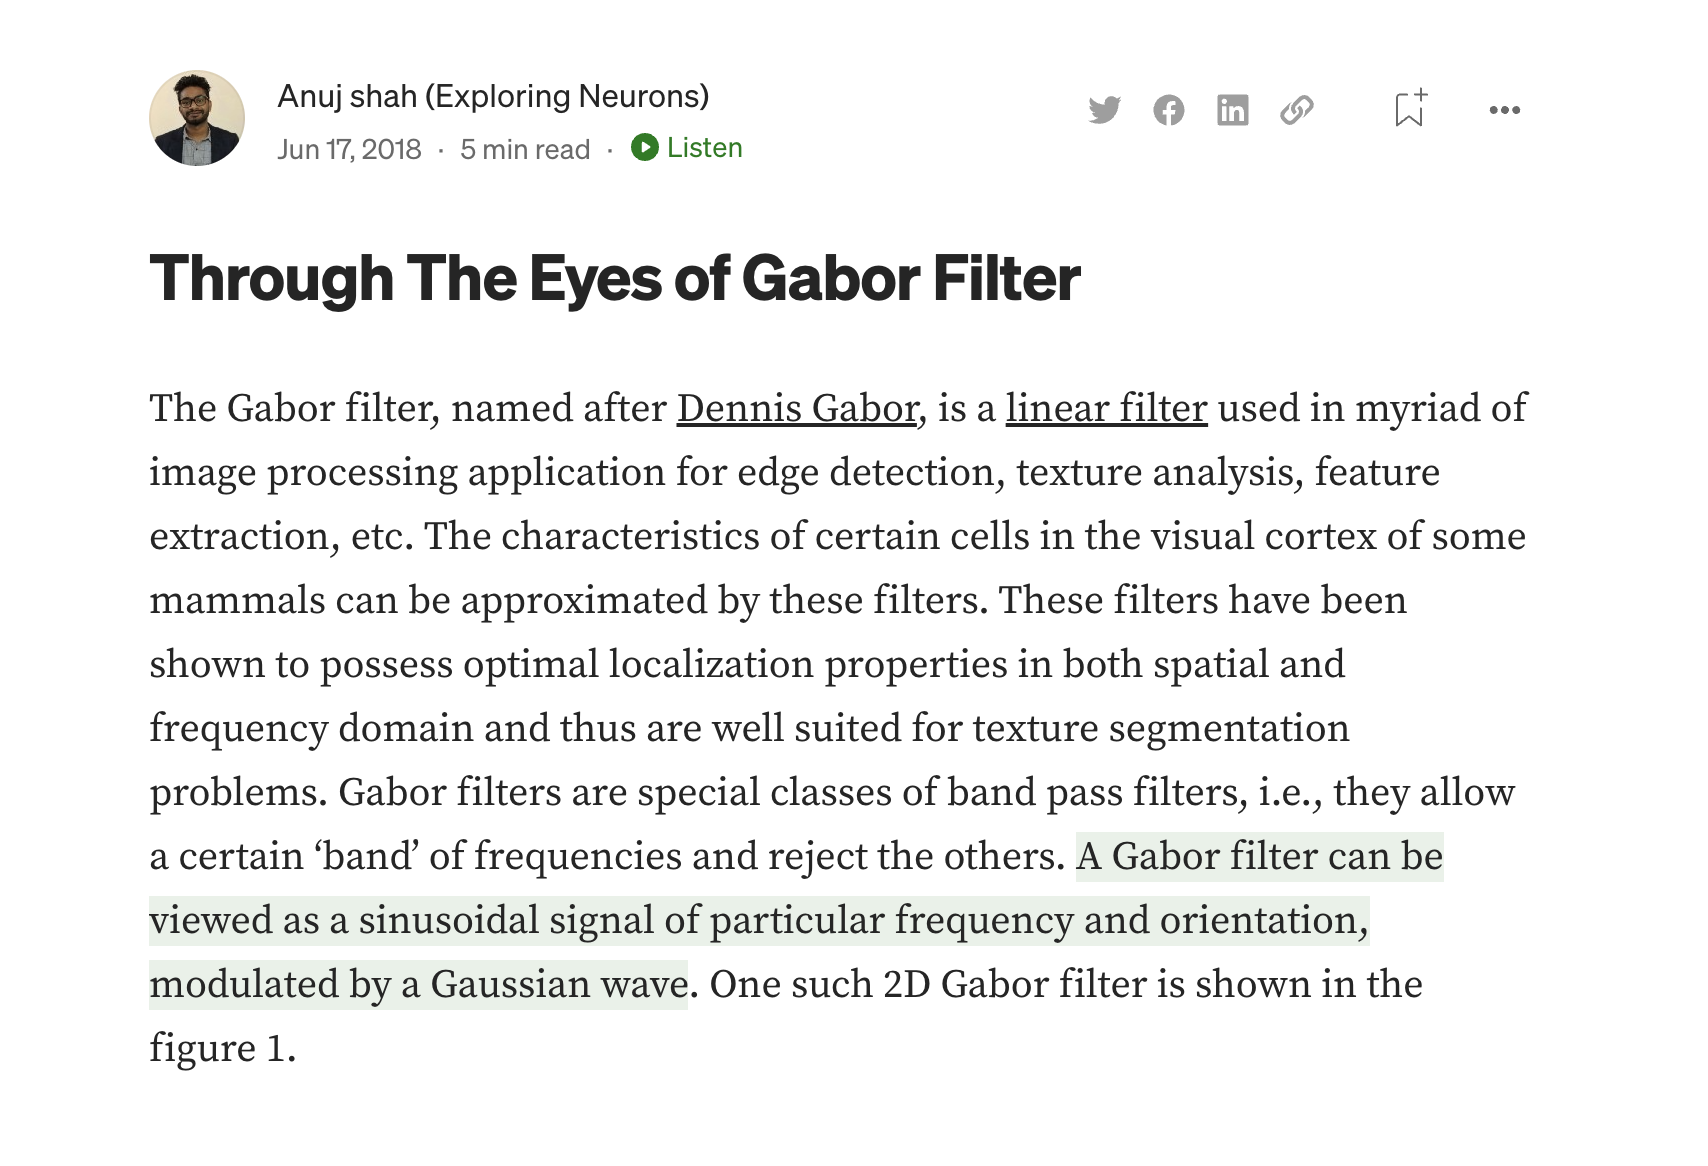 Anuj shah (Exploring Neurons)
Jun 17, 2018 · 5 min read · Listen
Through The Eyes of Gabor Filter
The Gabor filter, named after Dennis Gabor, is a linear filter used in myriad of
image processing application for edge detection, texture analysis, feature
extraction, etc. The characteristics of certain cells in the visual cortex of some
mammals can be approximated by these filters. These filters have been
shown to possess optimal localization properties in both spatial and
frequency domain and thus are well suited for texture segmentation
problems. Gabor filters are special classes of band pass filters, i.e., they allow
a certain ‘band’ of frequencies and reject the others. A Gabor filter can be
viewed as a sinusoidal signal of particular frequency and orientation,
modulated by a Gaussian wave. One such 2D Gabor filter is shown in the
figure 1.